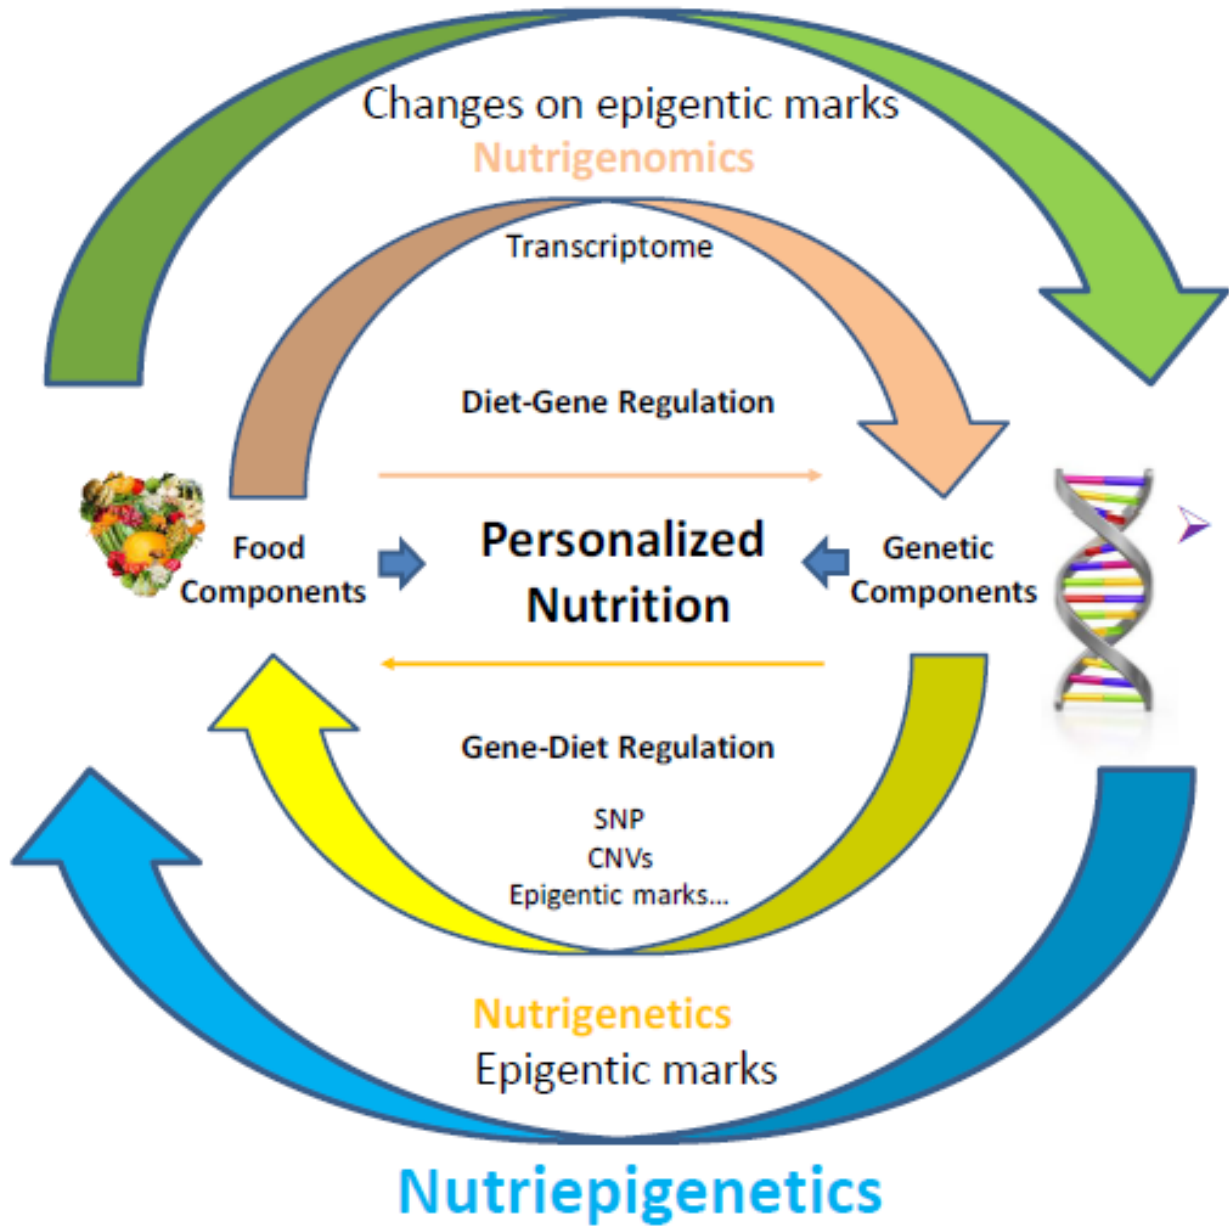 Changes on epigentic marks
Nutrigenomics
Transcriptome
Diet-Gene Regulation
Food
Components
Personalized
Nutrition
Genetic
Components
Gene-Diet Regulation
SNP
CNVs
Epigentic marks...
Nutrigenetics
Epigentic marks
Nutriepigenetics